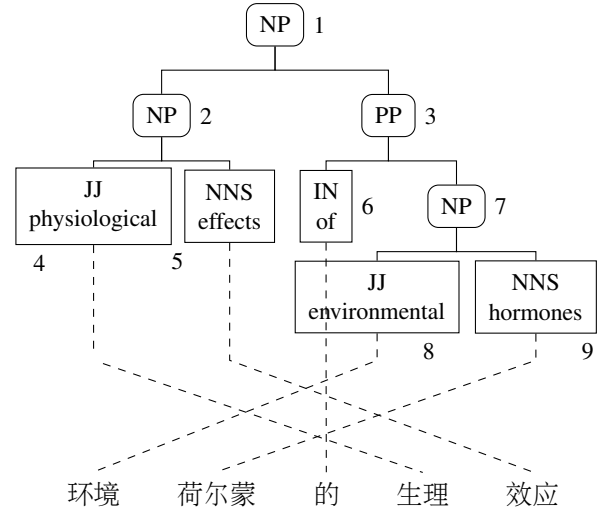 NP 1
NP 2 PP 3
JJ NNS IN
physiological effects of 6 NP 7
4 5 JJ NNS
environmental hormones
8 9
环境 荷尔蒙 的 生理 效应